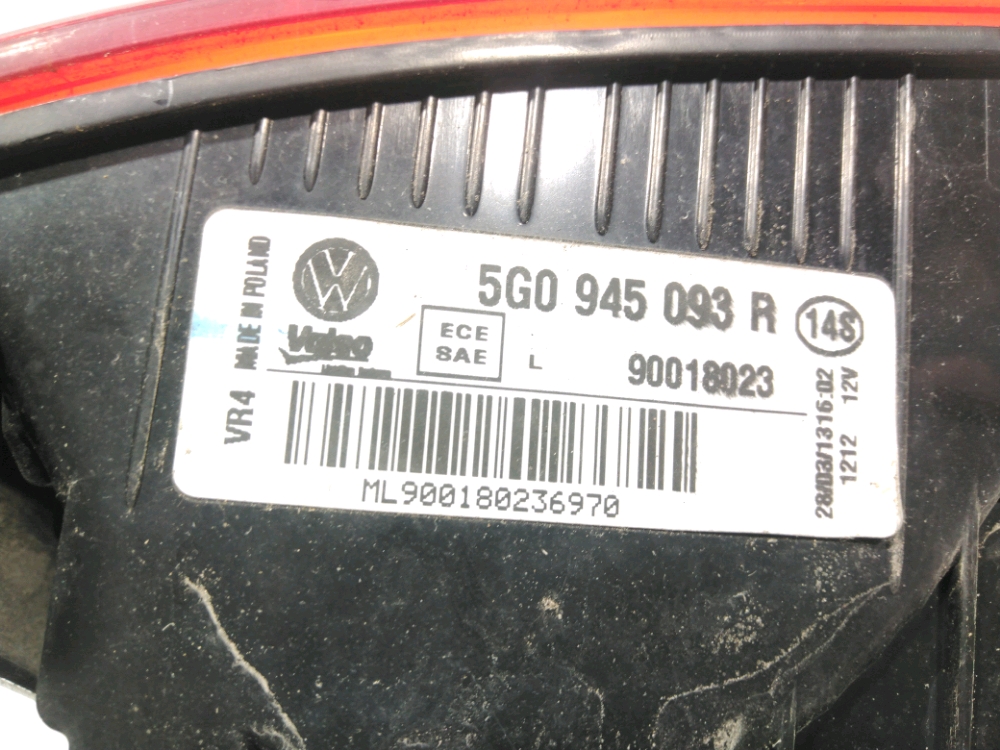 5G0 945 093 R
14S
Valeo
ECE
SAE
L
90018023
ML900180236970
VR4 MADE IN POLAND
28/03/13 16:02
1212 12V